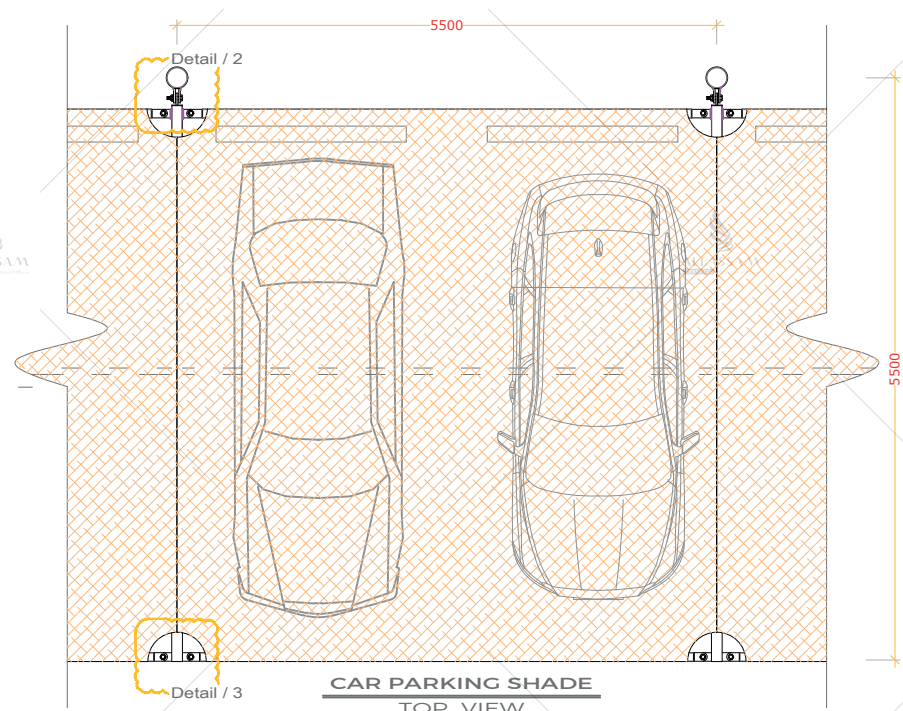 5500
Detail / 2
5500
Detail / 3
CAR PARKING SHADE
TOP VIEW